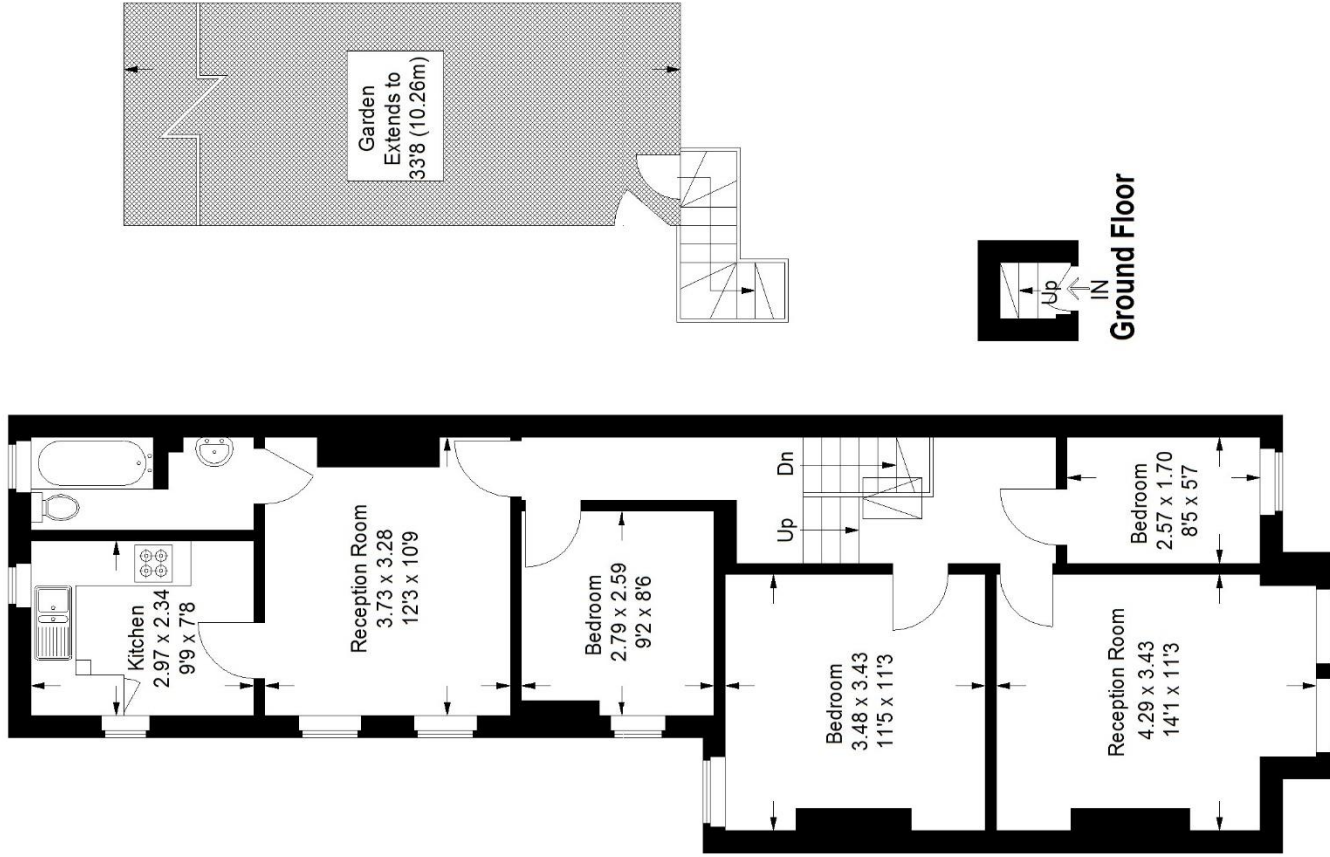 Garden
Extends to
33'8 (10.26m)
Up
IN
Ground Floor
Kitchen
2.97 x 2.34
9'9 x 7'8
Reception Room
3.73 x 3.28
12'3 x 10'9
Bedroom
2.79 x 2.59
9'2 x 8'6
Up
Dn
Bedroom
3.48 x 3.43
11'5 x 11'3
Bedroom
2.57 x 1.70
8'5 x 5'7
Reception Room
4.29 x 3.43
14'1 x 11'3